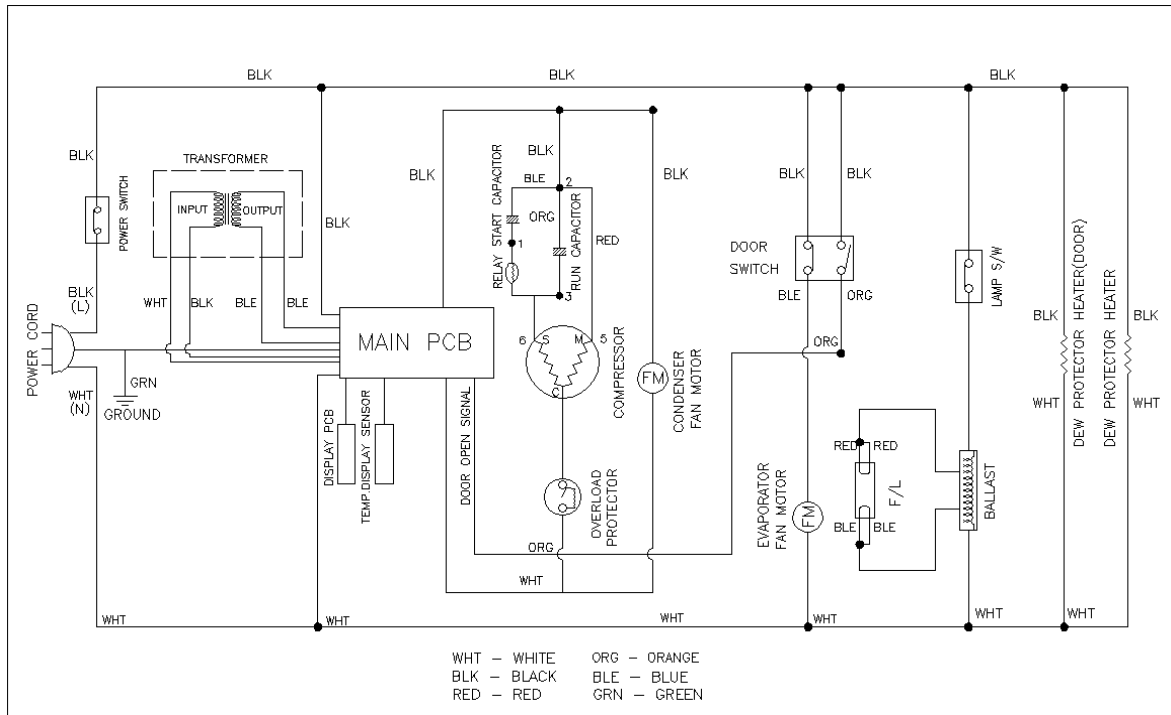 BLK
BLK
BLK
BLK
TRANSFORMER
INPUT
OUTPUT
POWER SWITCH
BLK
BLK
(L)
WHT
BLK
BLE
BLE
POWER CORD
GRN
GROUND
WHT
(N)
MAIN PCB
DISPLAY PCB
TEMP.DISPLAY SENSOR
DOOR OPEN SIGNAL
BLK
BLK
BLE
2
RELAY START CAPACITOR
ORG
1
RUN CAPACITOR
RED
3
6
S
M
5
C
COMPRESSOR
BLK
FM
CONDENSER
FAN MOTOR
OVERLOAD
PROTECTOR
ORG
WHT
BLK
BLK
DOOR
SWITCH
BLE
ORG
ORG
EVAPORATOR
FAN MOTOR
FM
LAMP S/W
RED
RED
F/L
BLE
BLE
BALLAST
BLK
WHT
DEW PROTECTOR HEATER(DOOR)
DEW PROTECTOR HEATER
BLK
WHT
WHT
WHT
WHT
WHT
WHT
WHT
WHT – WHITE ORG – ORANGE
BLK – BLACK BLE – BLUE
RED – RED GRN – GREEN